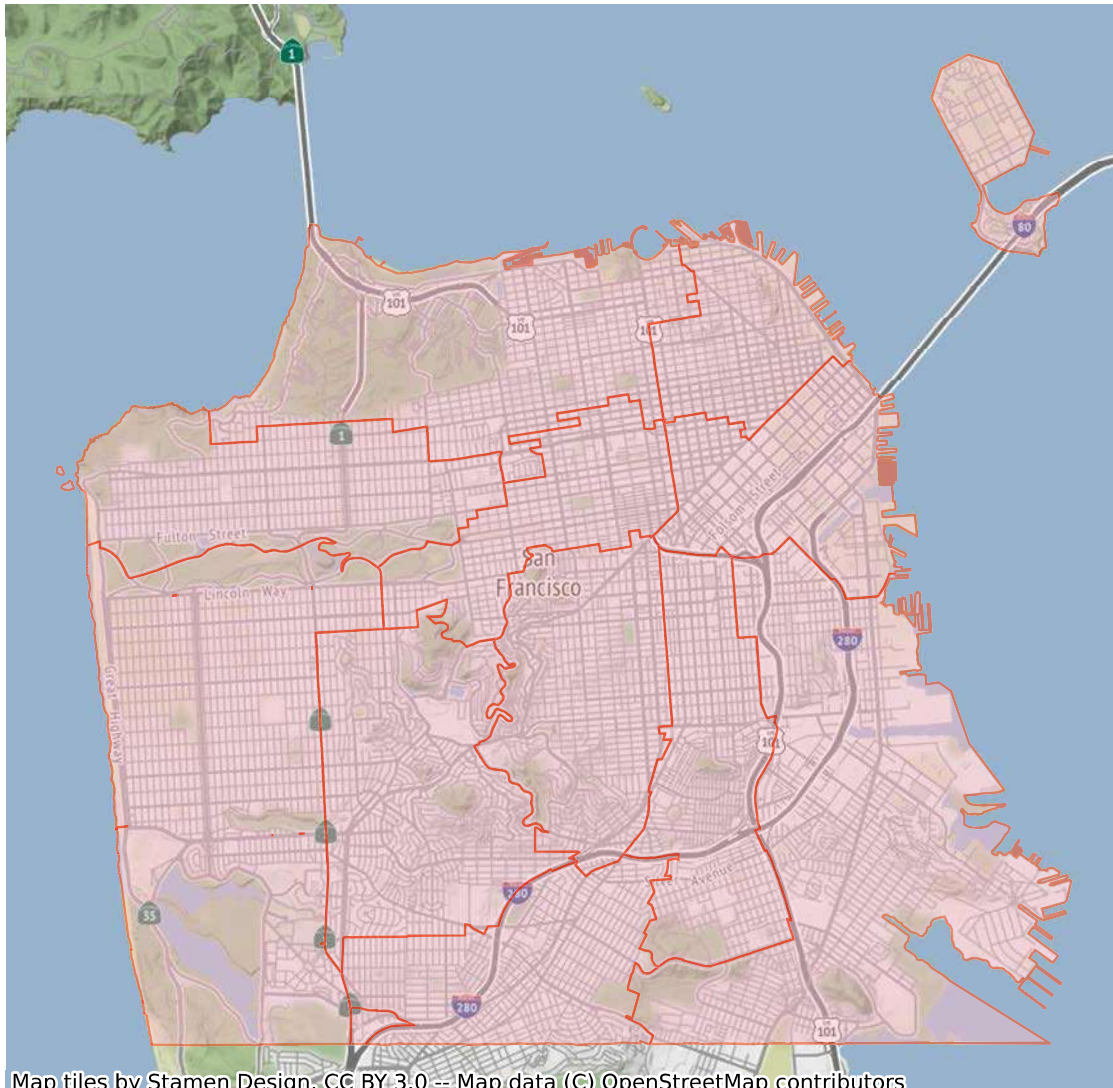 1
80
101
101
101
1
Folsom Street
Fulton Street
San
Francisco
Lincoln Way
280
Great Highway
101
280
Avenue
35
280
101
Map tiles by Stamen Design, CC BY 3.0 -- Map data (C) OpenStreetMap contributors